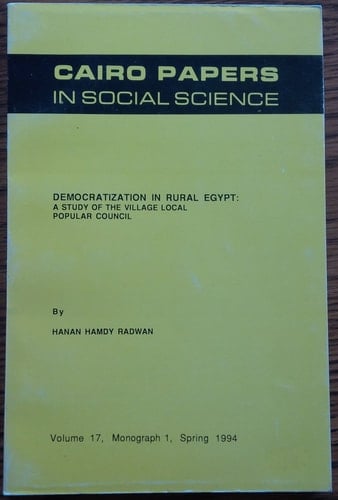 CAIRO PAPERS
IN SOCIAL SCIENCE
DEMOCRATIZATION IN RURAL EGYPT:
A STUDY OF THE VILLAGE LOCAL
POPULAR COUNCIL
By
HANAN HAMDY RADWAN
Volume 17, Monograph 1, Spring 1994